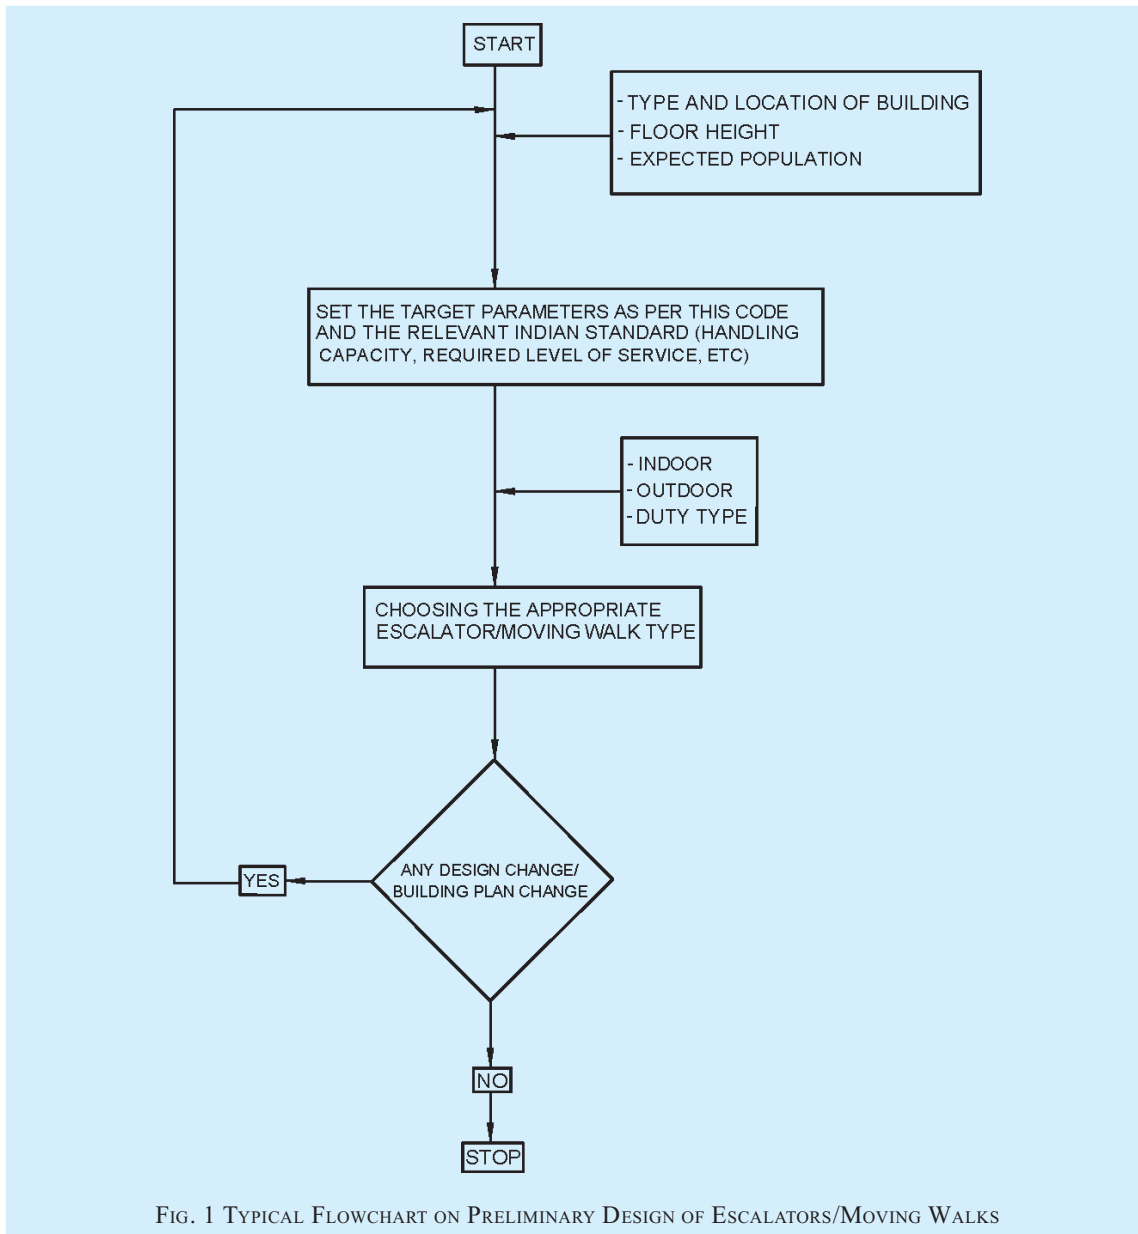 START
- TYPE AND LOCATION OF BUILDING
- FLOOR HEIGHT
- EXPECTED POPULATION
SET THE TARGET PARAMETERS AS PER THIS CODE
AND THE RELEVANT INDIAN STANDARD (HANDLING
CAPACITY, REQUIRED LEVEL OF SERVICE, ETC)
- INDOOR
- OUTDOOR
- DUTY TYPE
CHOOSING THE APPROPRIATE
ESCALATOR/MOVING WALK TYPE
ANY DESIGN CHANGE/
BUILDING PLAN CHANGE
YES
NO
STOP
FIG. 1 TYPICAL FLOWCHART ON PRELIMINARY DESIGN OF ESCALATORS/MOVING WALKS